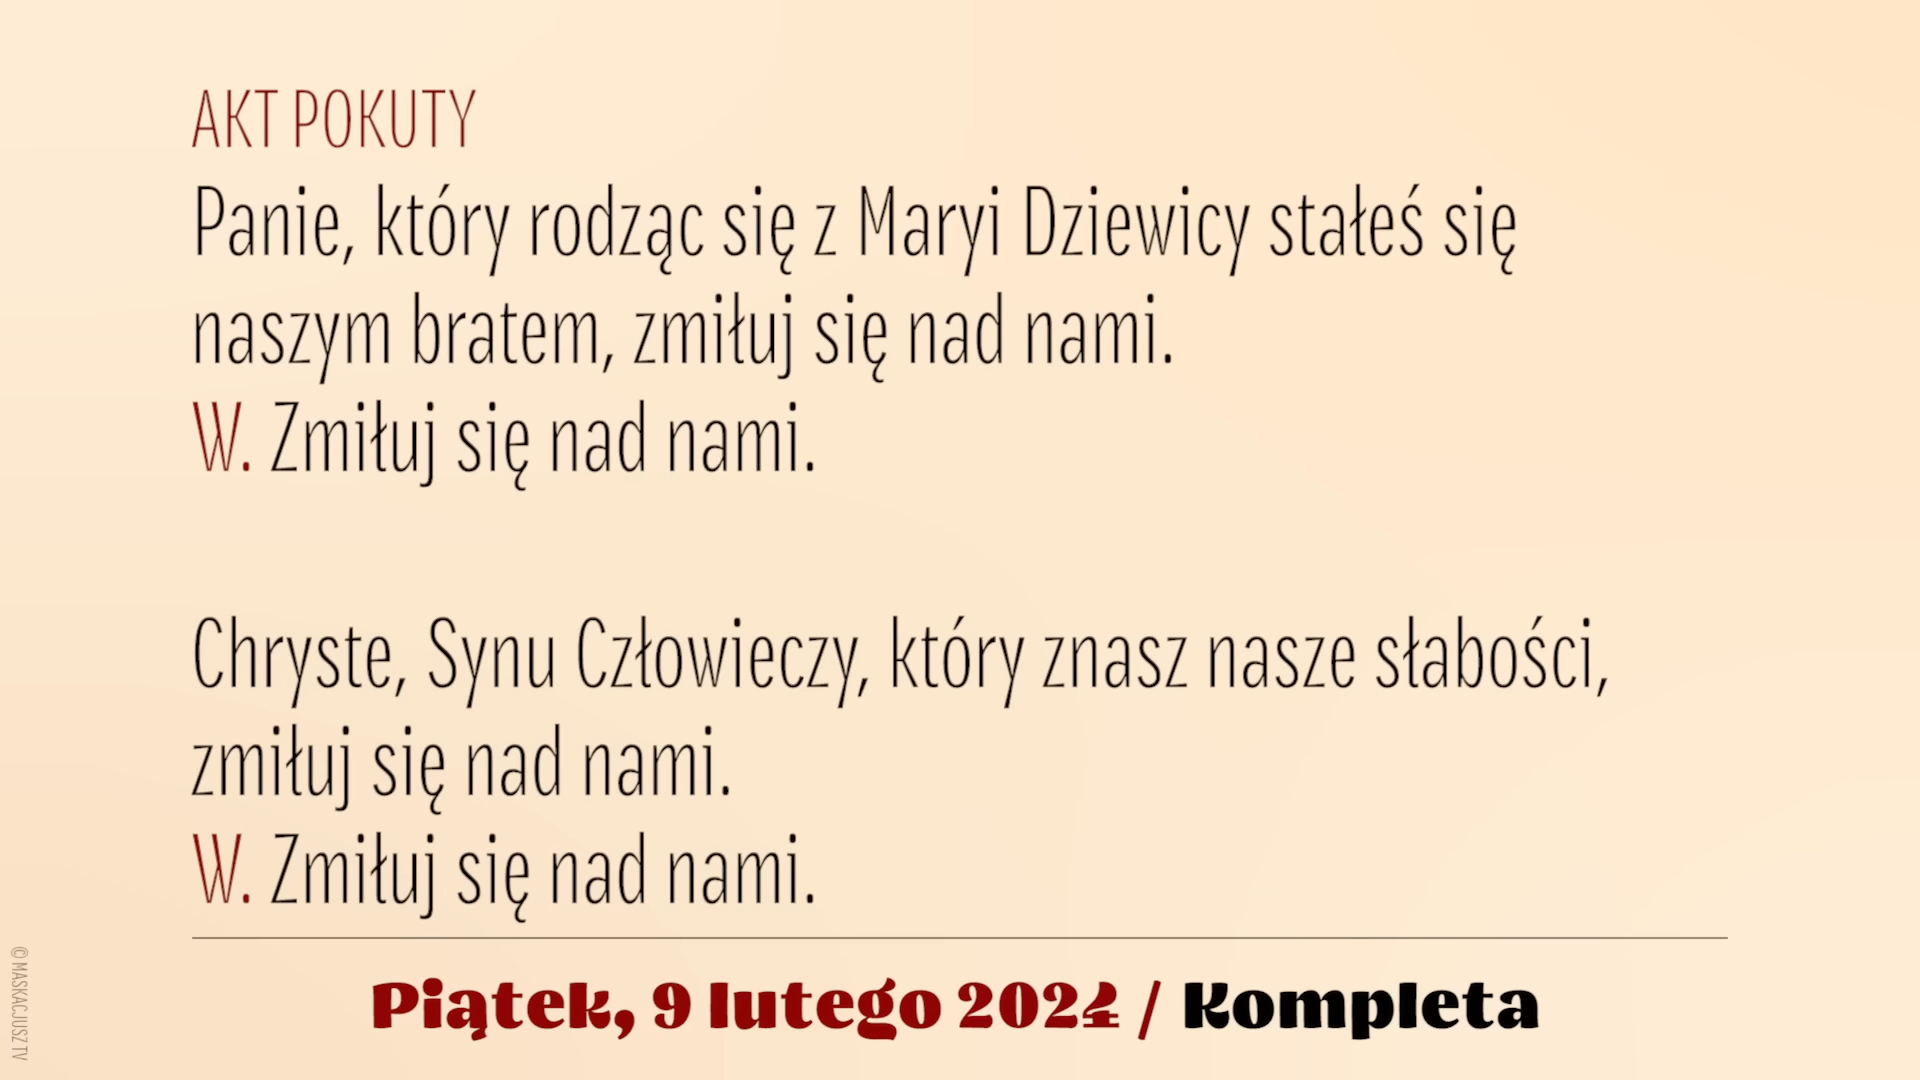 AKT POKUTY
Panie, który rodząc się z Maryi Dziewicy stałeś się
naszym bratem, zmiłuj się nad nami.
W. Zmiłuj się nad nami.
Chryste, Synu Człowieczy, który znasz nasze słabości,
zmiłuj się nad nami.
W. Zmiłuj się nad nami.
Piątek, 9 lutego 2024 / Kompleta
© MASKACJUSZ TV